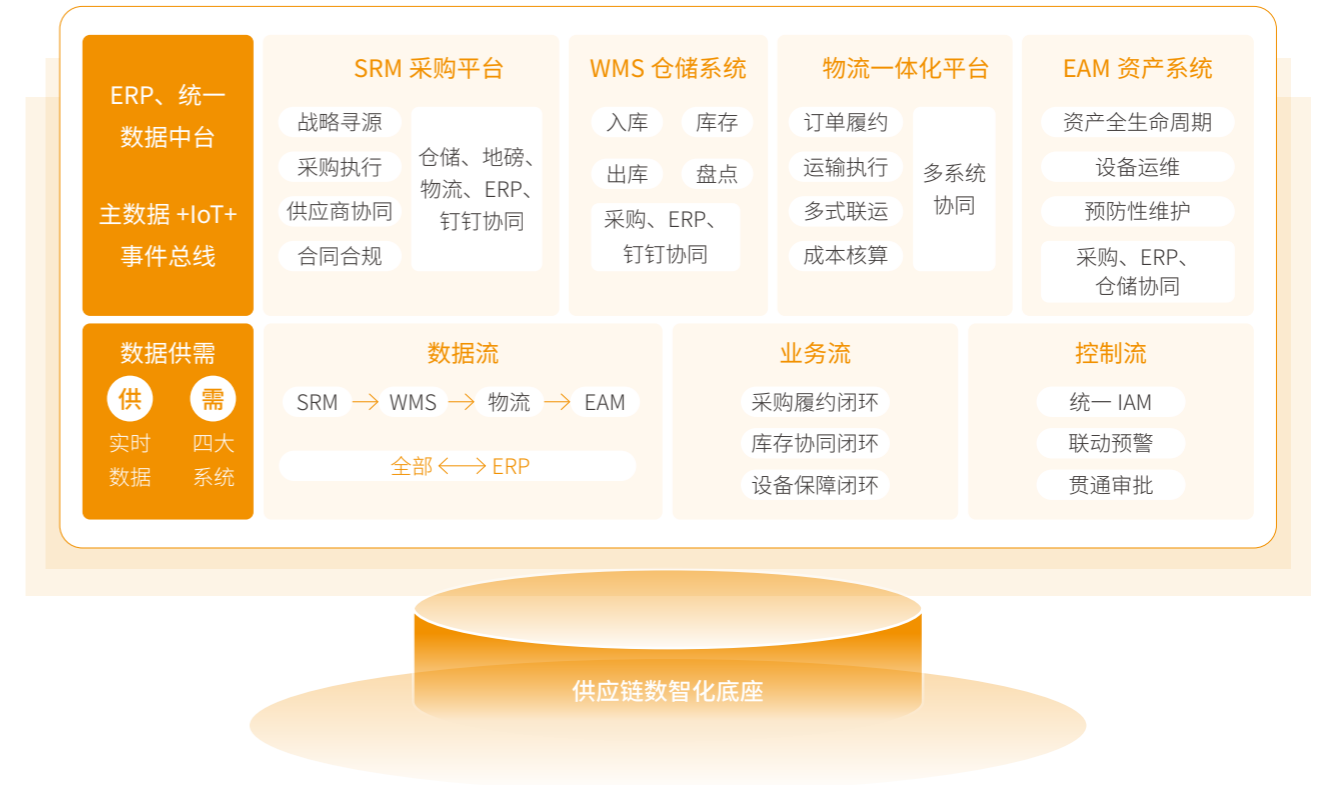 ERP、统一
数据中台
主数据 +IoT+
事件总线
SRM 采购平台
战略寻源
采购执行
供应商协同
合同合规
仓储、地磅、
物流、ERP、
钉钉协同
WMS 仓储系统
入库
库存
出库
盘点
采购、ERP、
钉钉协同
物流一体化平台
订单履约
运输执行
多式联运
成本核算
多系统
协同
EAM 资产系统
资产全生命周期
设备运维
预防性维护
采购、ERP、
仓储协同
数据供需
供
需
实时
数据
四大
系统
数据流
SRM → WMS → 物流 → EAM
全部 ⟷ ERP
业务流
采购履约闭环
库存协同闭环
设备保障闭环
控制流
统一 IAM
联动预警
贯通审批
供应链数智化底座